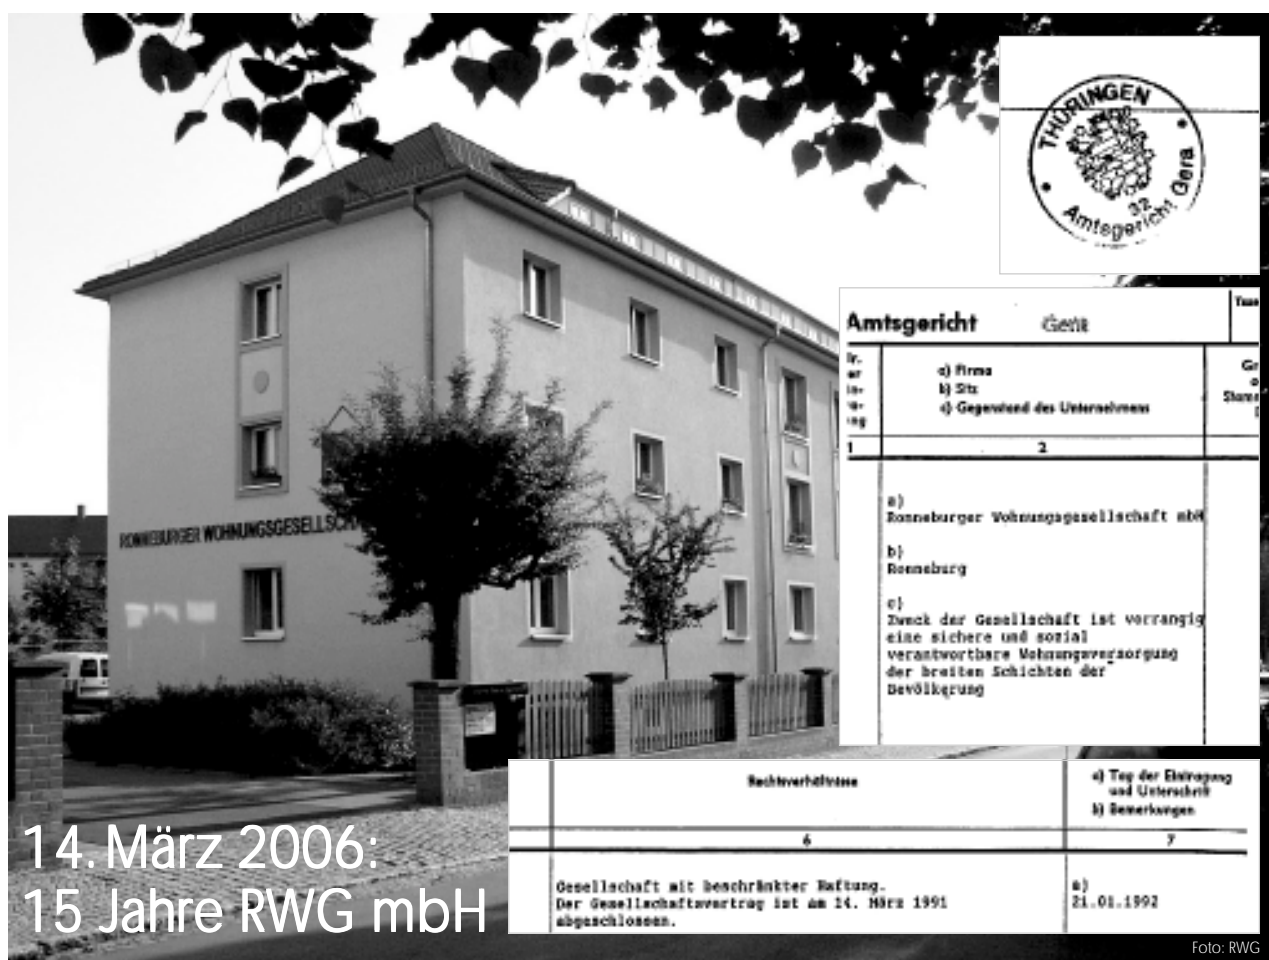 THÜRINGEN
32
Amtsgericht Gera
Amtsgericht Gera
a) Firma
b) Sitz
c) Gegenstand des Unternehmens
1
2
a)
Ronneburger Wohnungsgesellschaft mbH
b)
Ronneburg
c)
Zweck der Gesellschaft ist vorrangig
eine sichere und sozial
verantwortbare Wohnungsversorgung
der breiten Schichten der
Bevölkerung
RONNEBURGER WOHNUNGSGESELLSCHA
Rechtsverhältnisse
a) Tag der Eintragung
und Unterschrift
b) Bemerkungen
6
7
Gesellschaft mit beschränkter Haftung.
Der Gesellschaftsvertrag ist am 14. März 1991
abgeschlossen.
a)
21.01.1992
14. März 2006:
15 Jahre RWG mbH
Foto: RWG